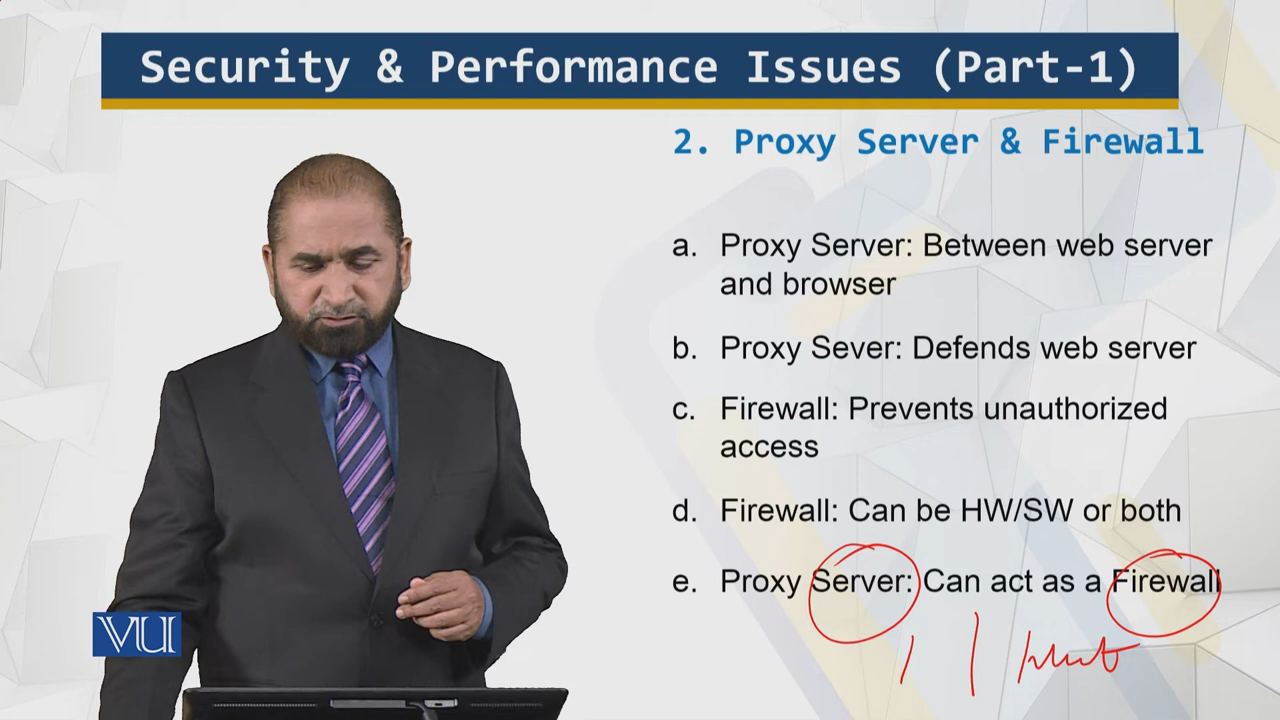 Security & Performance Issues (Part-1)
2. Proxy Server & Firewall
a. Proxy Server: Between web server
and browser
b. Proxy Sever: Defends web server
c. Firewall: Prevents unauthorized
access
d. Firewall: Can be HW/SW or both
e. Proxy Server: Can act as a Firewall
VU